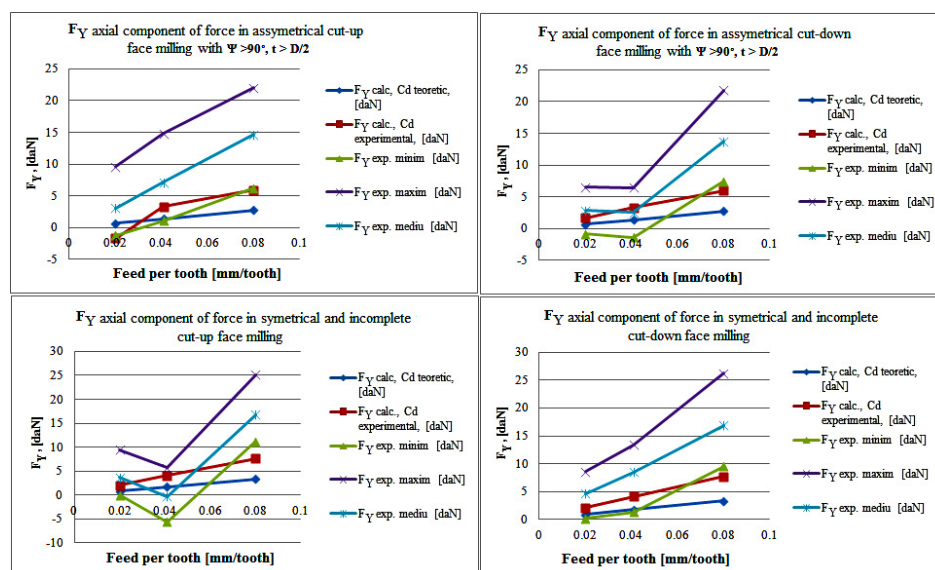 FY axial component of force in assymetrical cut-up
face milling with Ψ >90°, t > D/2
25
20
15
10
5
0
-5
0 0.02 0.04 0.06 0.08 0.1
FY, [daN]
Feed per tooth [mm/tooth]
FY calc, Cd teoretic,
[daN]
FY calc., Cd
experimental, [daN]
FY exp. minim [daN]
FY exp. maxim [daN]
FY exp. mediu [daN]
FY axial component of force in assymetrical cut-down
face milling with Ψ >90°, t > D/2
25
20
15
10
5
0
-5
0 0.02 0.04 0.06 0.08 0.1
FY, [daN]
Feed per tooth [mm/tooth]
FY calc, Cd teoretic,
[daN]
FY calc., Cd
experimental, [daN]
FY exp. minim [daN]
FY exp. maxim [daN]
FY exp. mediu [daN]
FY axial component of force in symetrical and incomplete
cut-up face milling
30
25
20
15
10
5
0
-5
-10
0 0.02 0.04 0.06 0.08 0.1
FY, [daN]
Feed per tooth [mm/tooth]
FY calc, Cd teoretic,
[daN]
FY calc., Cd
experimental, [daN]
FY exp. minim [daN]
FY exp. maxim [daN]
FY exp. mediu [daN]
FY axial component of force in symetrical and incomplete
cut-down face milling
30
25
20
15
10
5
0
0 0.02 0.04 0.06 0.08 0.1
FY, [daN]
Feed per tooth [mm/tooth]
FY calc, Cd teoretic,
[daN]
FY calc., Cd
experimental, [daN]
FY exp. minim [daN]
FY exp. maxim [daN]
FY exp. mediu [daN]